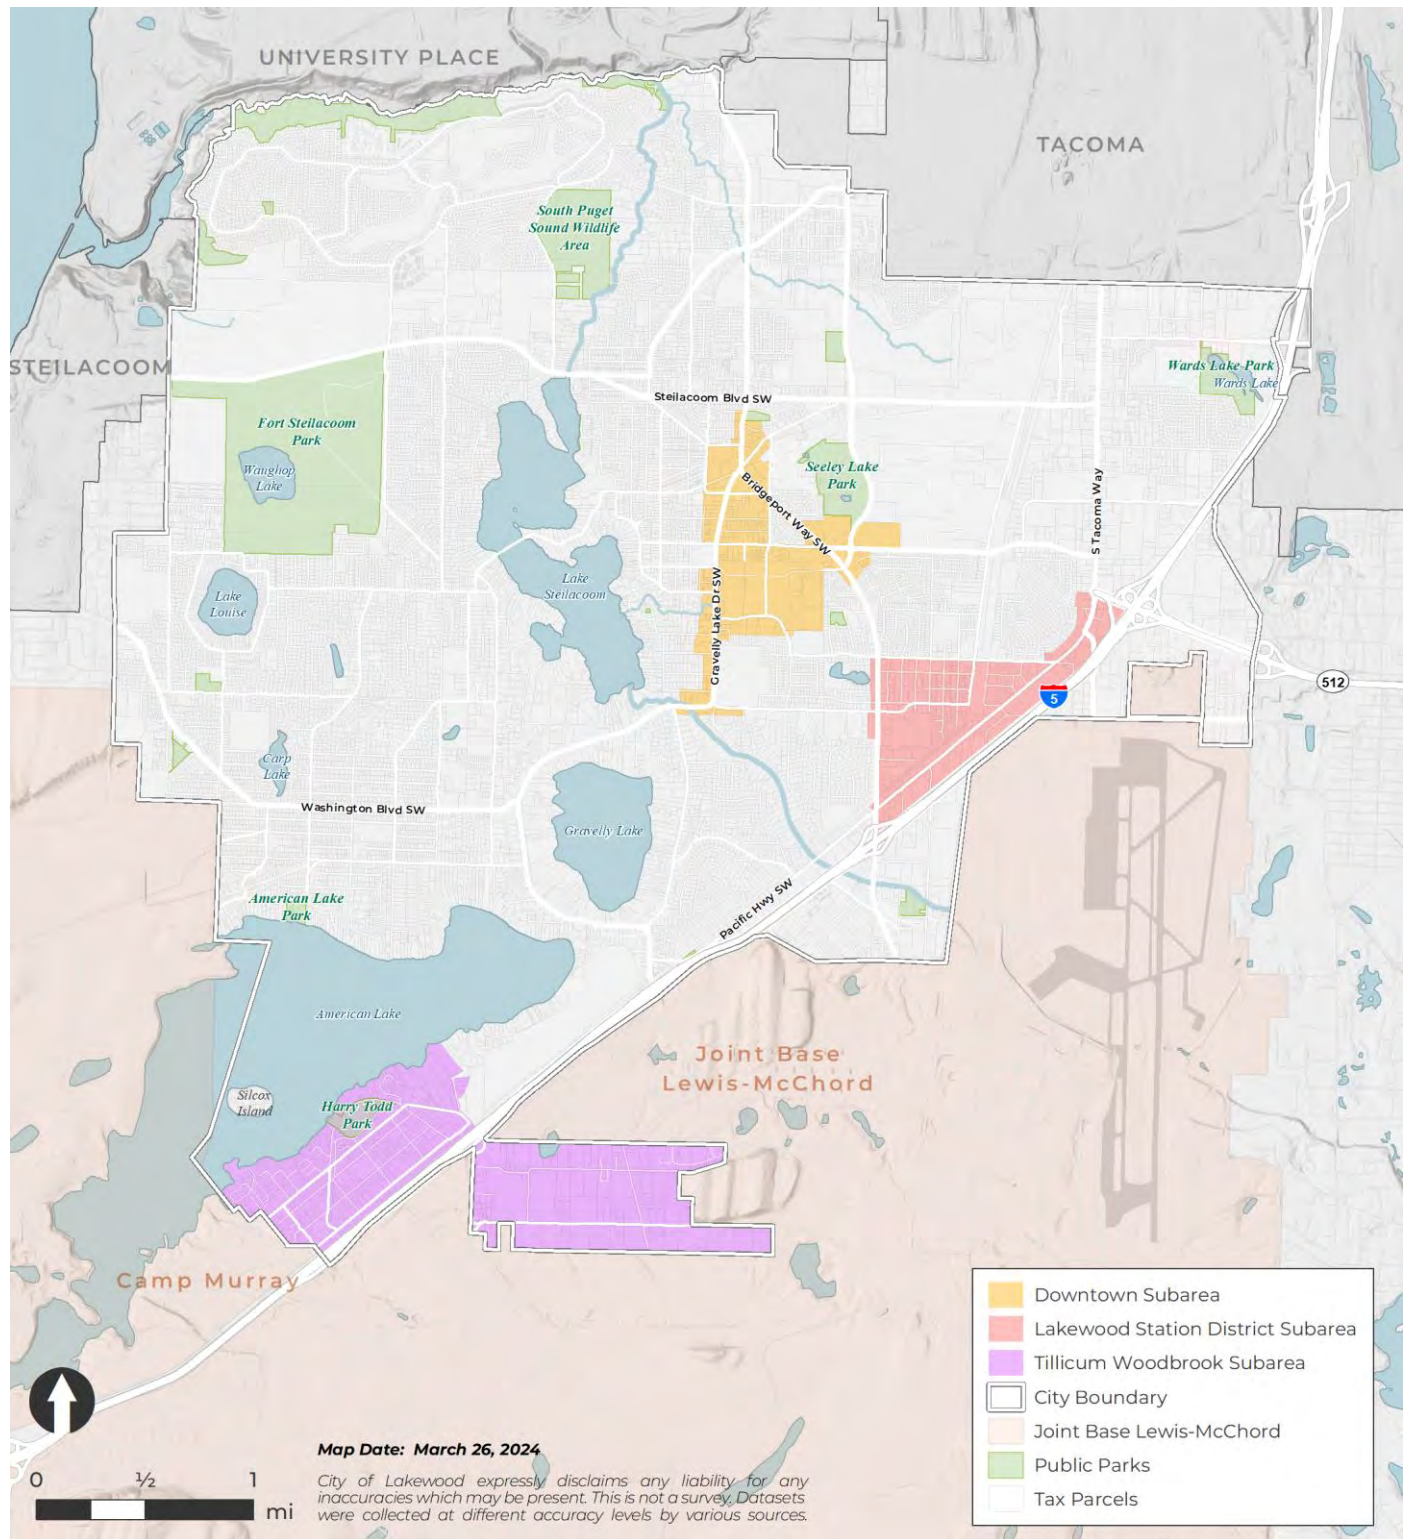 UNIVERSITY PLACE
TACOMA
South Puget
Sound Wildlife
Area
STEILACOOM
Wards Lake Park
Wards Lake
Steilacoom Blvd SW
Fort Steilacoom
Park
Waughop
Lake
Seeley Lake
Park
Bridgeport Way SW
S Tacoma Way
Lake
Steilacoom
Lake
Louise
Gravelly Lake Dr SW
512
5
Carp
Lake
Washington Blvd SW
Gravelly Lake
American Lake
Park
Pacific Hwy SW
American Lake
Joint Base
Lewis-McChord
Silcox
Island
Harry Todd
Park
Camp Murray
Downtown Subarea
Lakewood Station District Subarea
Tillicum Woodbrook Subarea
City Boundary
Joint Base Lewis-McChord
Public Parks
Tax Parcels
Map Date: March 26, 2024
0 ½ 1
mi
City of Lakewood expressly disclaims any liability for any
inaccuracies which may be present. This is not a survey. Datasets
were collected at different accuracy levels by various sources.